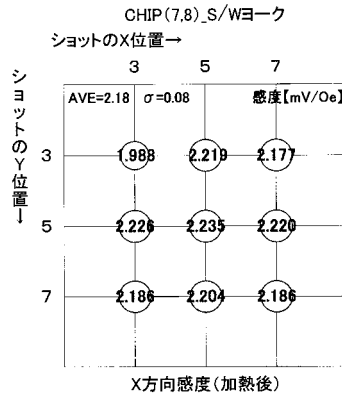 CHIP(7,8)_S/Wヨーク
ショットのX位置→
3 5 7
ショットのY位置→
AVE=2.18 σ=0.08 感度【mV/Oe】
3 1.988 2.219 2.177
5 2.226 2.235 2.220
7 2.186 2.204 2.186
X方向感度(加熱後)